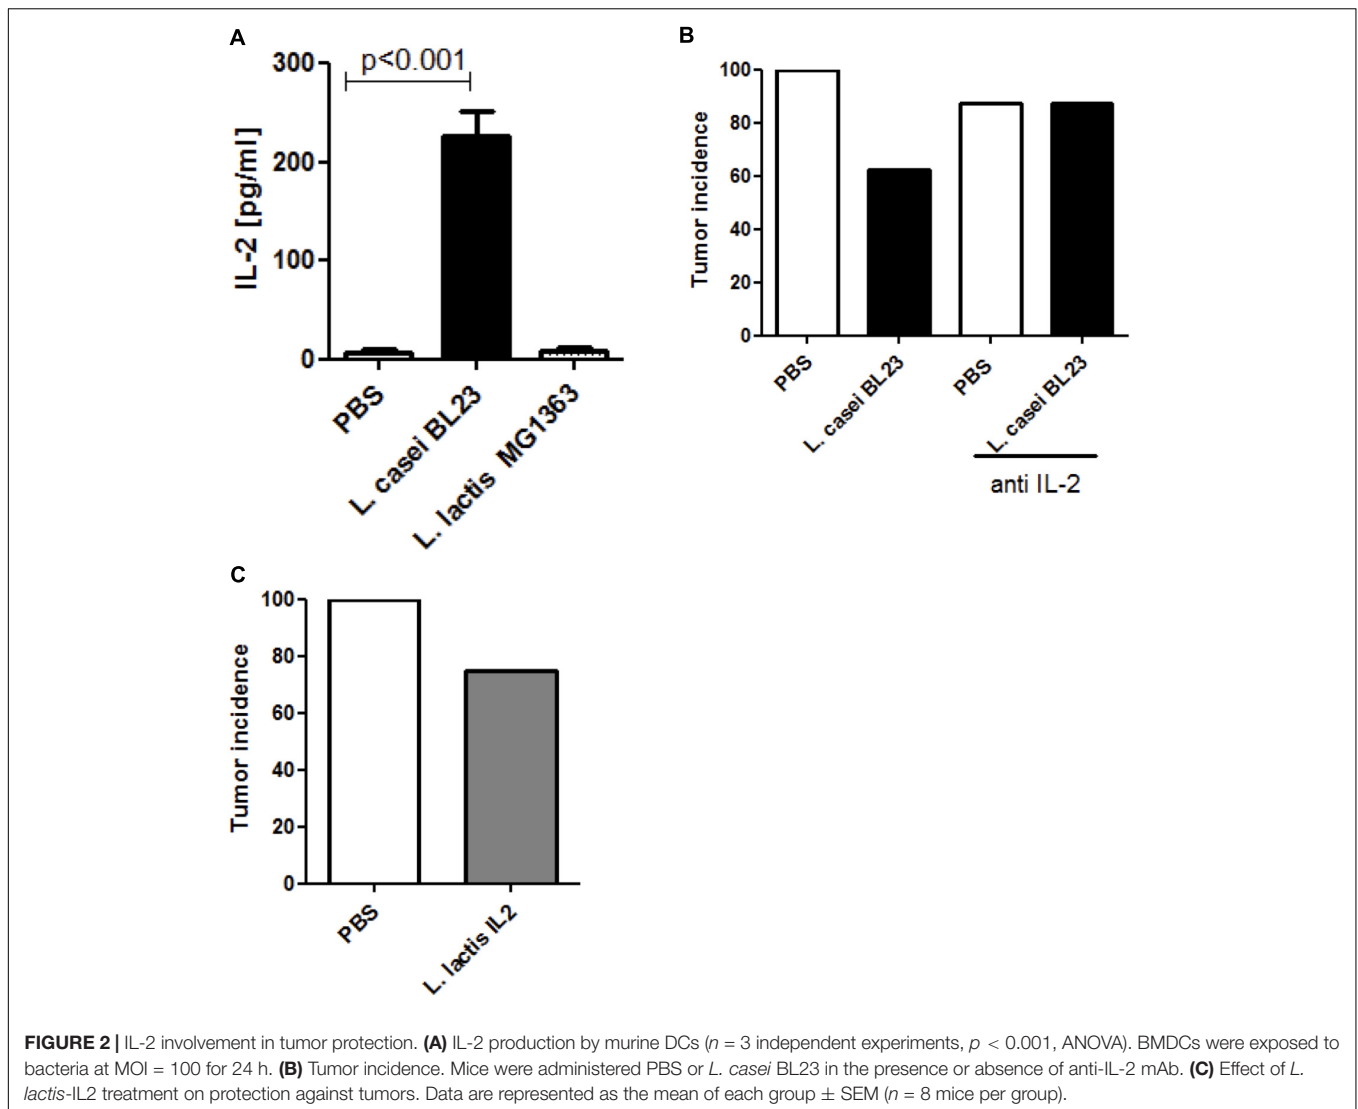 A
p<0.001
IL-2 [pg/ml]
300
200
100
0
PBS
L. casei BL23
L. lactis MG1363
B
Tumor incidence
100
80
60
40
20
0
PBS
L. casei BL23
PBS
L. casei BL23
anti IL-2
C
Tumor incidence
100
80
60
40
20
0
PBS
L. lactis IL2
FIGURE 2 | IL-2 involvement in tumor protection. (A) IL-2 production by murine DCs (n = 3 independent experiments, p < 0.001, ANOVA). BMDCs were exposed to
bacteria at MOI = 100 for 24 h. (B) Tumor incidence. Mice were administered PBS or L. casei BL23 in the presence or absence of anti-IL-2 mAb. (C) Effect of L.
lactis-IL2 treatment on protection against tumors. Data are represented as the mean of each group ± SEM (n = 8 mice per group).